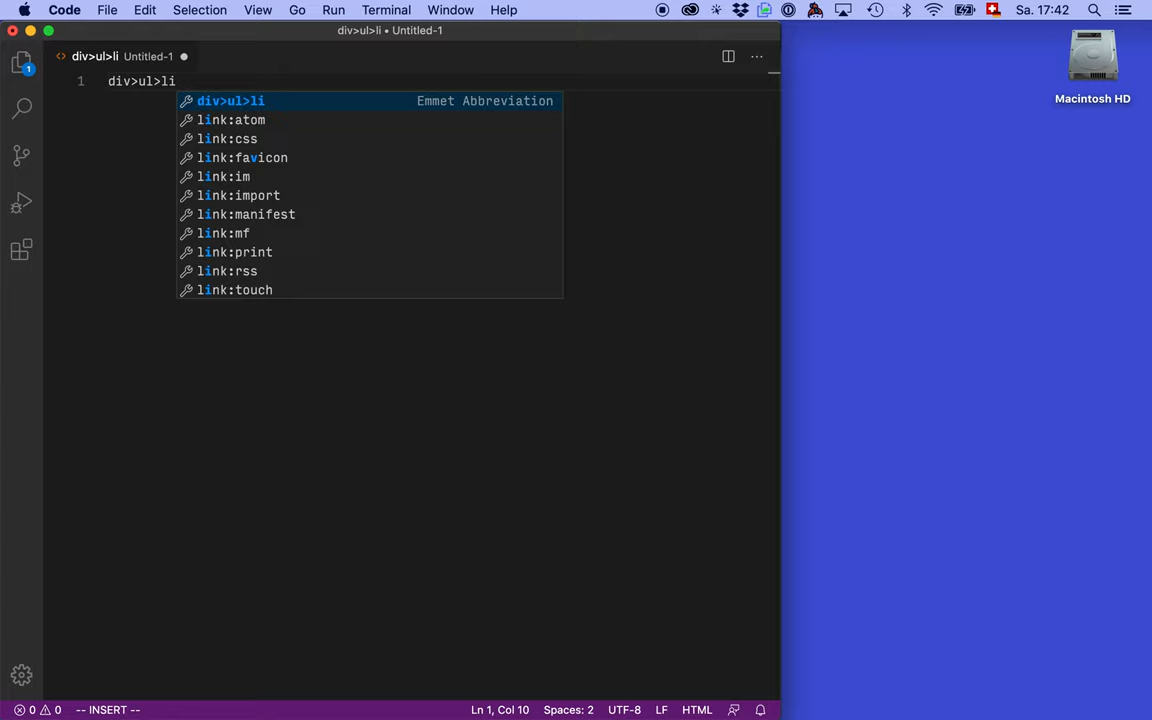 Code File Edit Selection View Go Run Terminal Window Help Sa. 17:42
div>ul>li • Untitled-1
Macintosh HD
1
<> div>ul>li Untitled-1 ● ···
1 div>ul>li
div>ul>li Emmet Abbreviation
link:atom
link:css
link:favicon
link:im
link:import
link:manifest
link:mf
link:print
link:rss
link:touch
0 0 -- INSERT -- Ln 1, Col 10 Spaces: 2 UTF-8 LF HTML